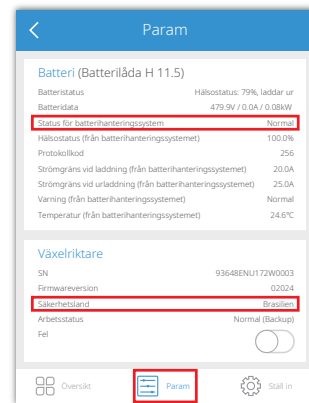 Param
Batteri (Batterilåda H 11.5)
Batteristatus Hälsostatus: 79%, laddar ur
Batteridata 479.9V / 0.0A / 0.08kW
Status för batterihanteringssystem Normal
Hälsostatus (från batterihanteringssystemet) 100.0%
Protokollkod 256
Strömgräns vid laddning (från batterihanteringssystemet) 20.0A
Strömgräns vid urladdning (från batterihanteringssystemet) 25.0A
Varning (från batterihanteringssystemet) Normal
Temperatur (från batterihanteringssystemet) 24.6℃
Växelriktare
SN 93648ENU172W0003
Firmwareversion 02024
Säkerhetsland Brasilien
Arbetsstatus Normal (Backup)
Fel
Översikt Param Ställ in